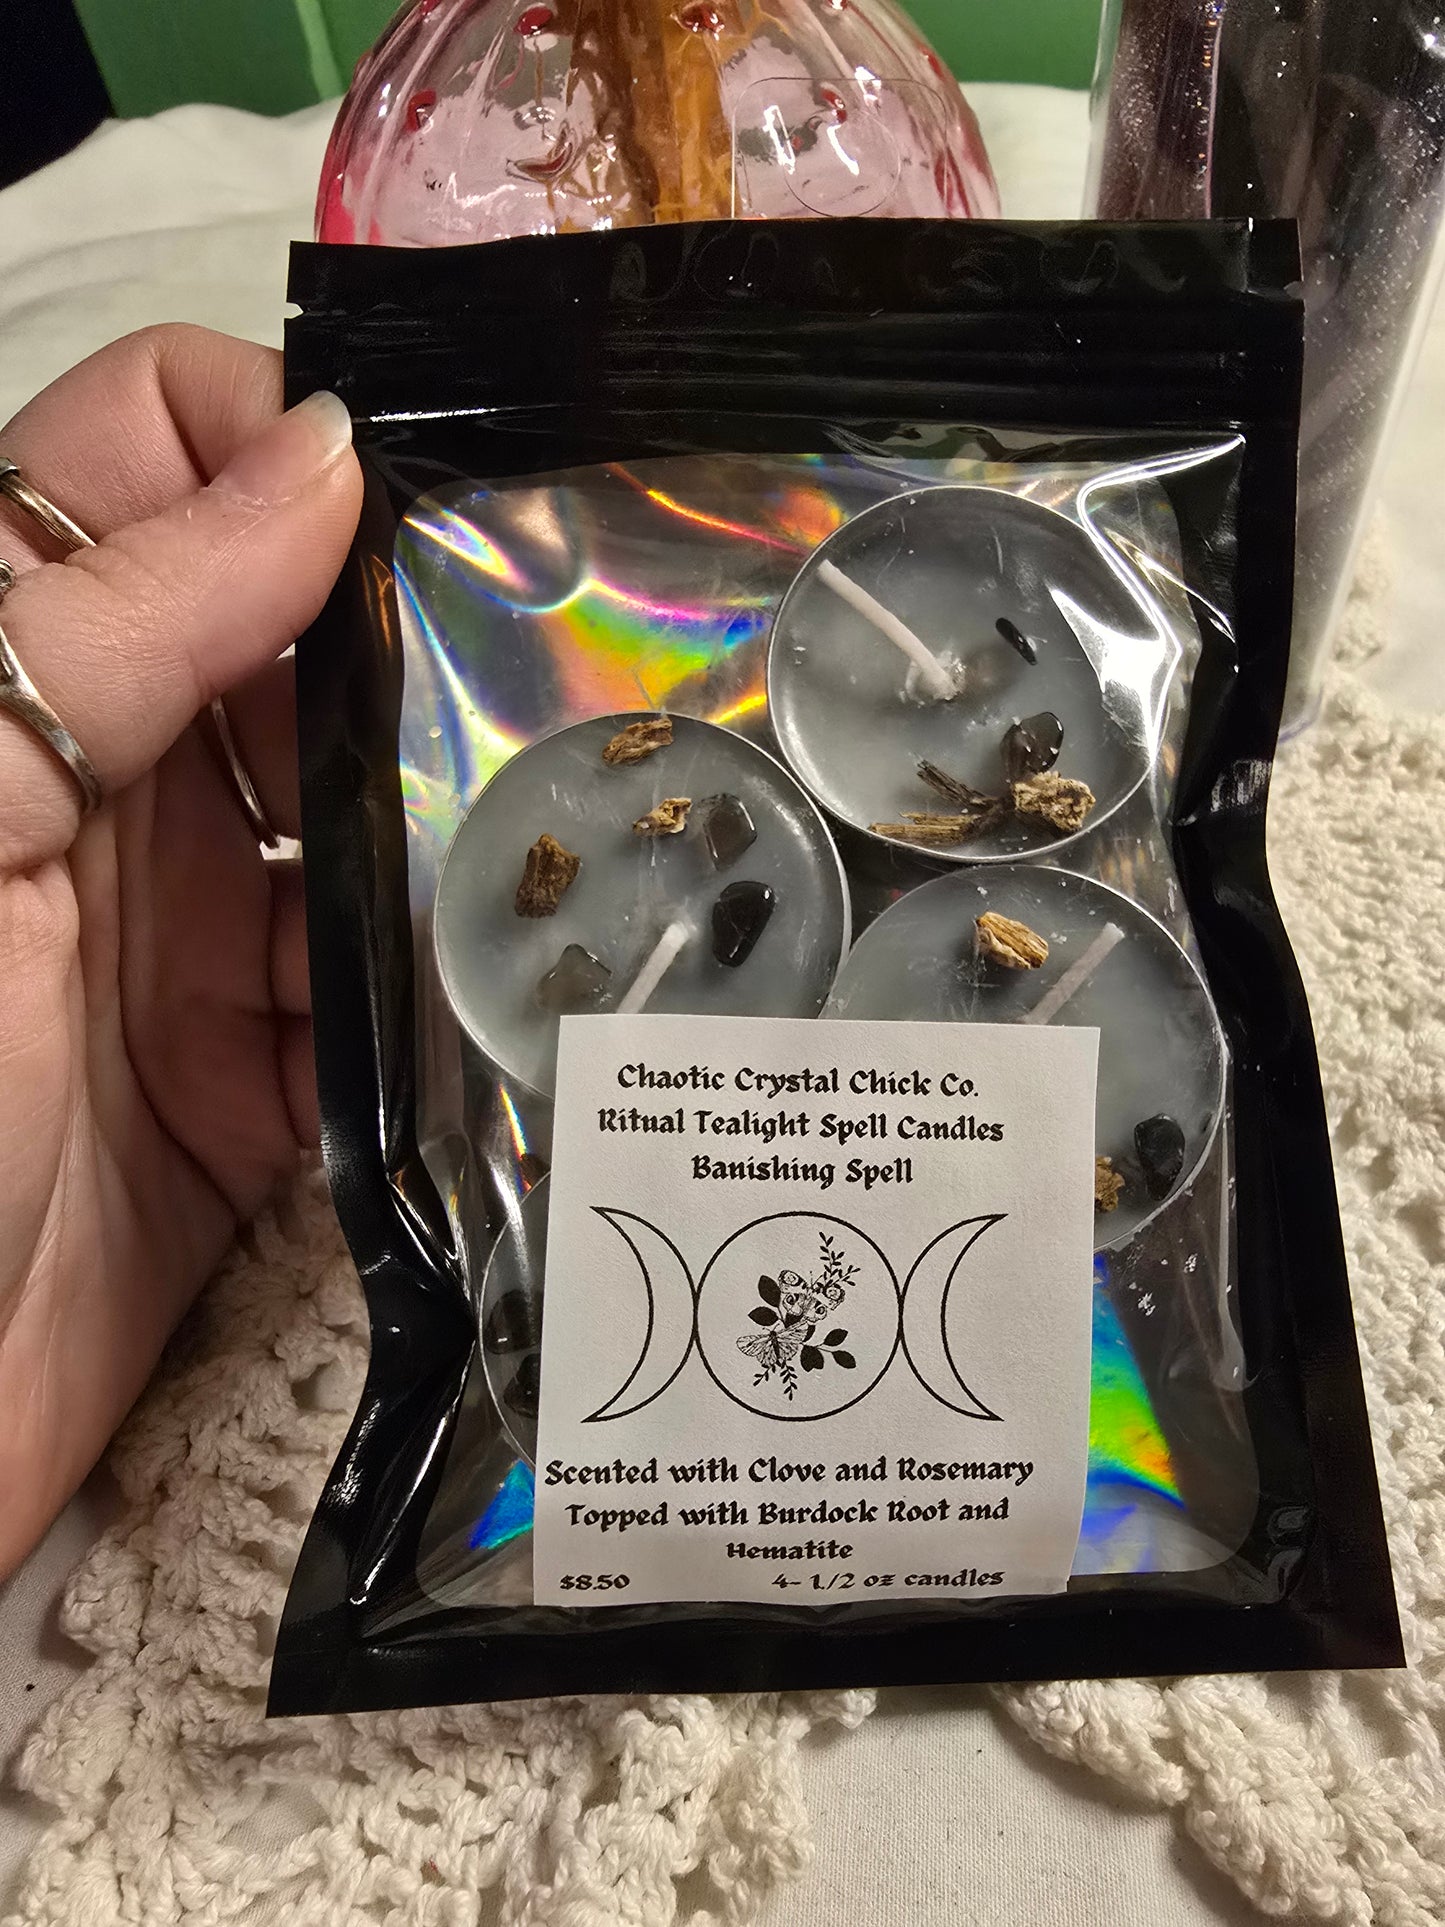 Chaotic Crystal Chick Co.
Ritual Tealight Spell Candles
Banishing Spell
Scented with Clove and Rosemary
Topped with Burdock Root and
Hematite
$8.50 4- 1./2 oz candles